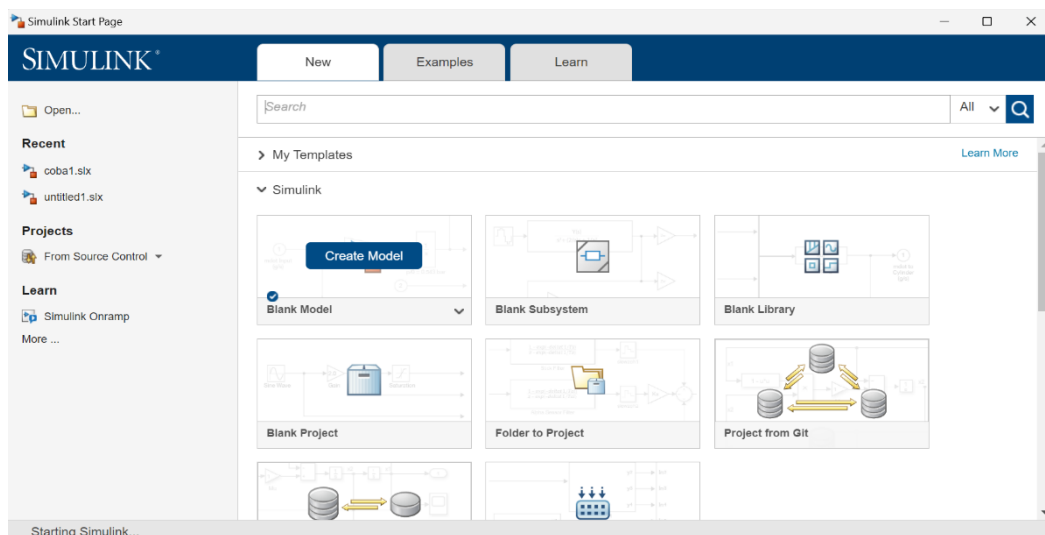 Simulink Start Page
SIMULINK®
New
Examples
Learn
Open...
Recent
coba1.slx
untitled1.slx
Projects
From Source Control
Learn
Simulink Onramp
More ...
Search
All
My Templates
Learn More
Simulink
Create Model
Blank Model
Blank Subsystem
Blank Library
Blank Project
Folder to Project
Project from Git
Starting Simulink...